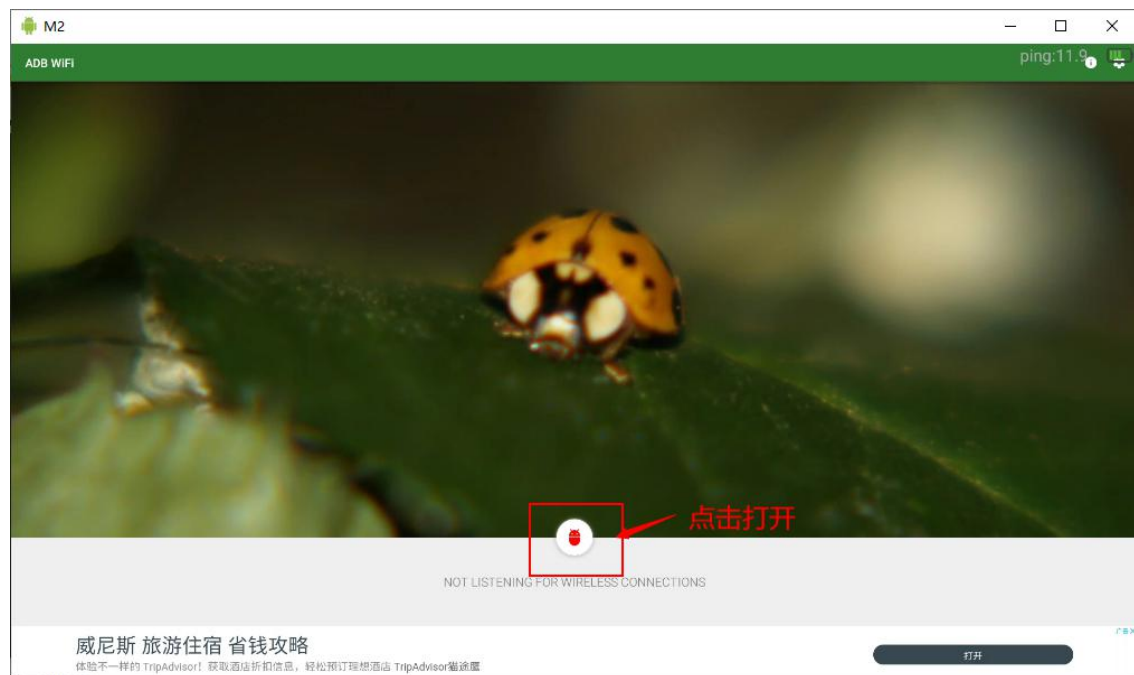 M2
ADB WiFi
ping:11.9
点击打开
NOT LISTENING FOR WIRELESS CONNECTIONS
威尼斯 旅游住宿 省钱攻略
体验不一样的 TripAdvisor！获取酒店折扣信息，轻松预订理想酒店 TripAdvisor猫途鹰
打开
广告